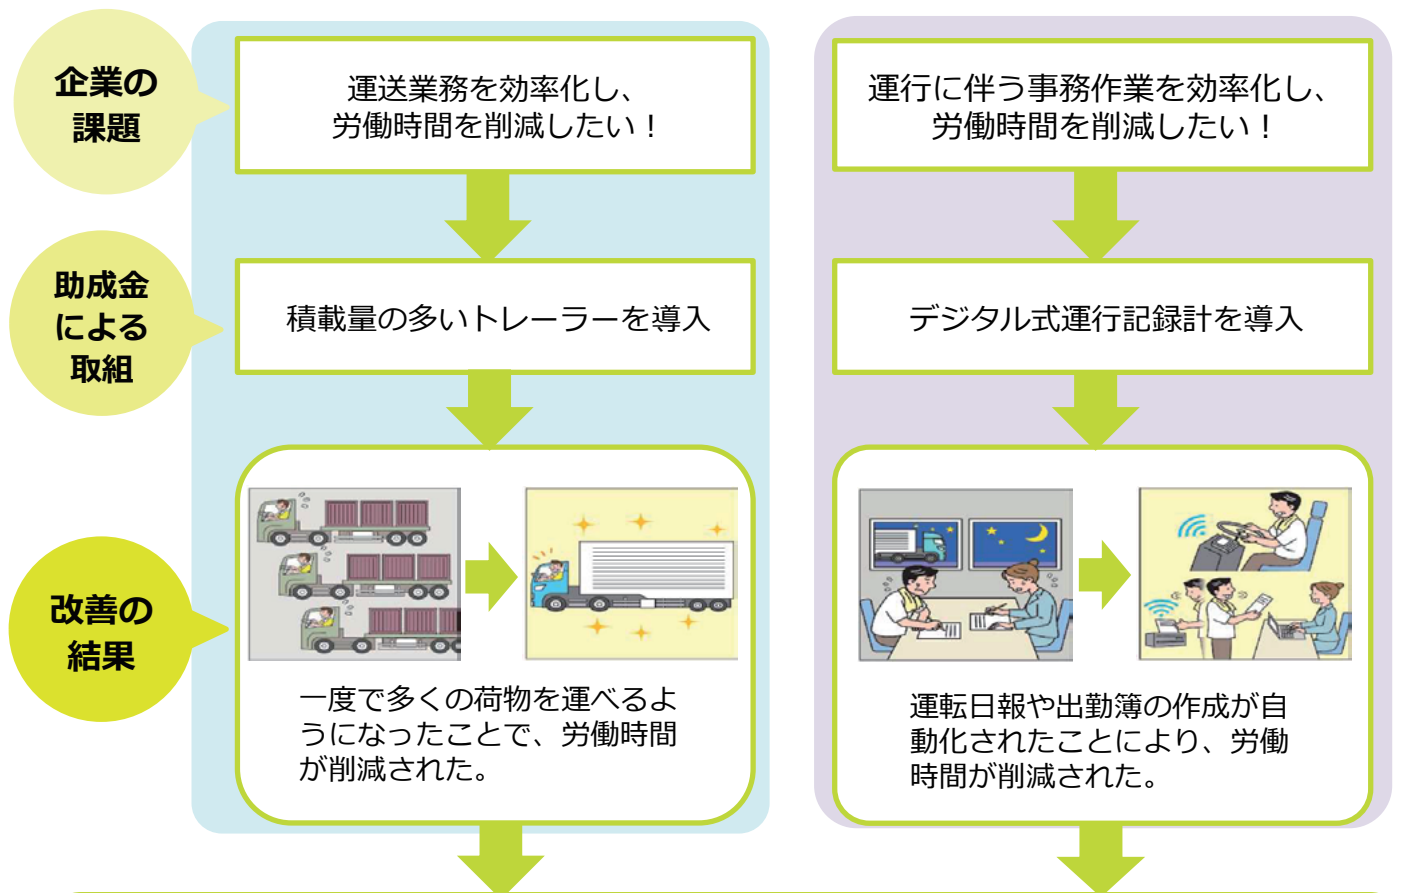 企業の
課題
運送業務を効率化し、
労働時間を削減したい！
運行に伴う事務作業を効率化し、
労働時間を削減したい！
助成金
による
取組
積載量の多いトレーラーを導入
デジタル式運行記録計を導入
改善の
結果
一度で多くの荷物を運べるよ
うになったことで、労働時間
が削減された。
運転日報や出勤簿の作成が自
動化されたことにより、労働
時間が削減された。